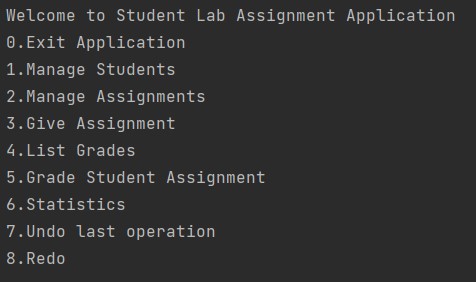 Welcome to Student Lab Assignment Application
0.Exit Application
1.Manage Students
2.Manage Assignments
3.Give Assignment
4.List Grades
5.Grade Student Assignment
6.Statistics
7.Undo last operation
8.Redo